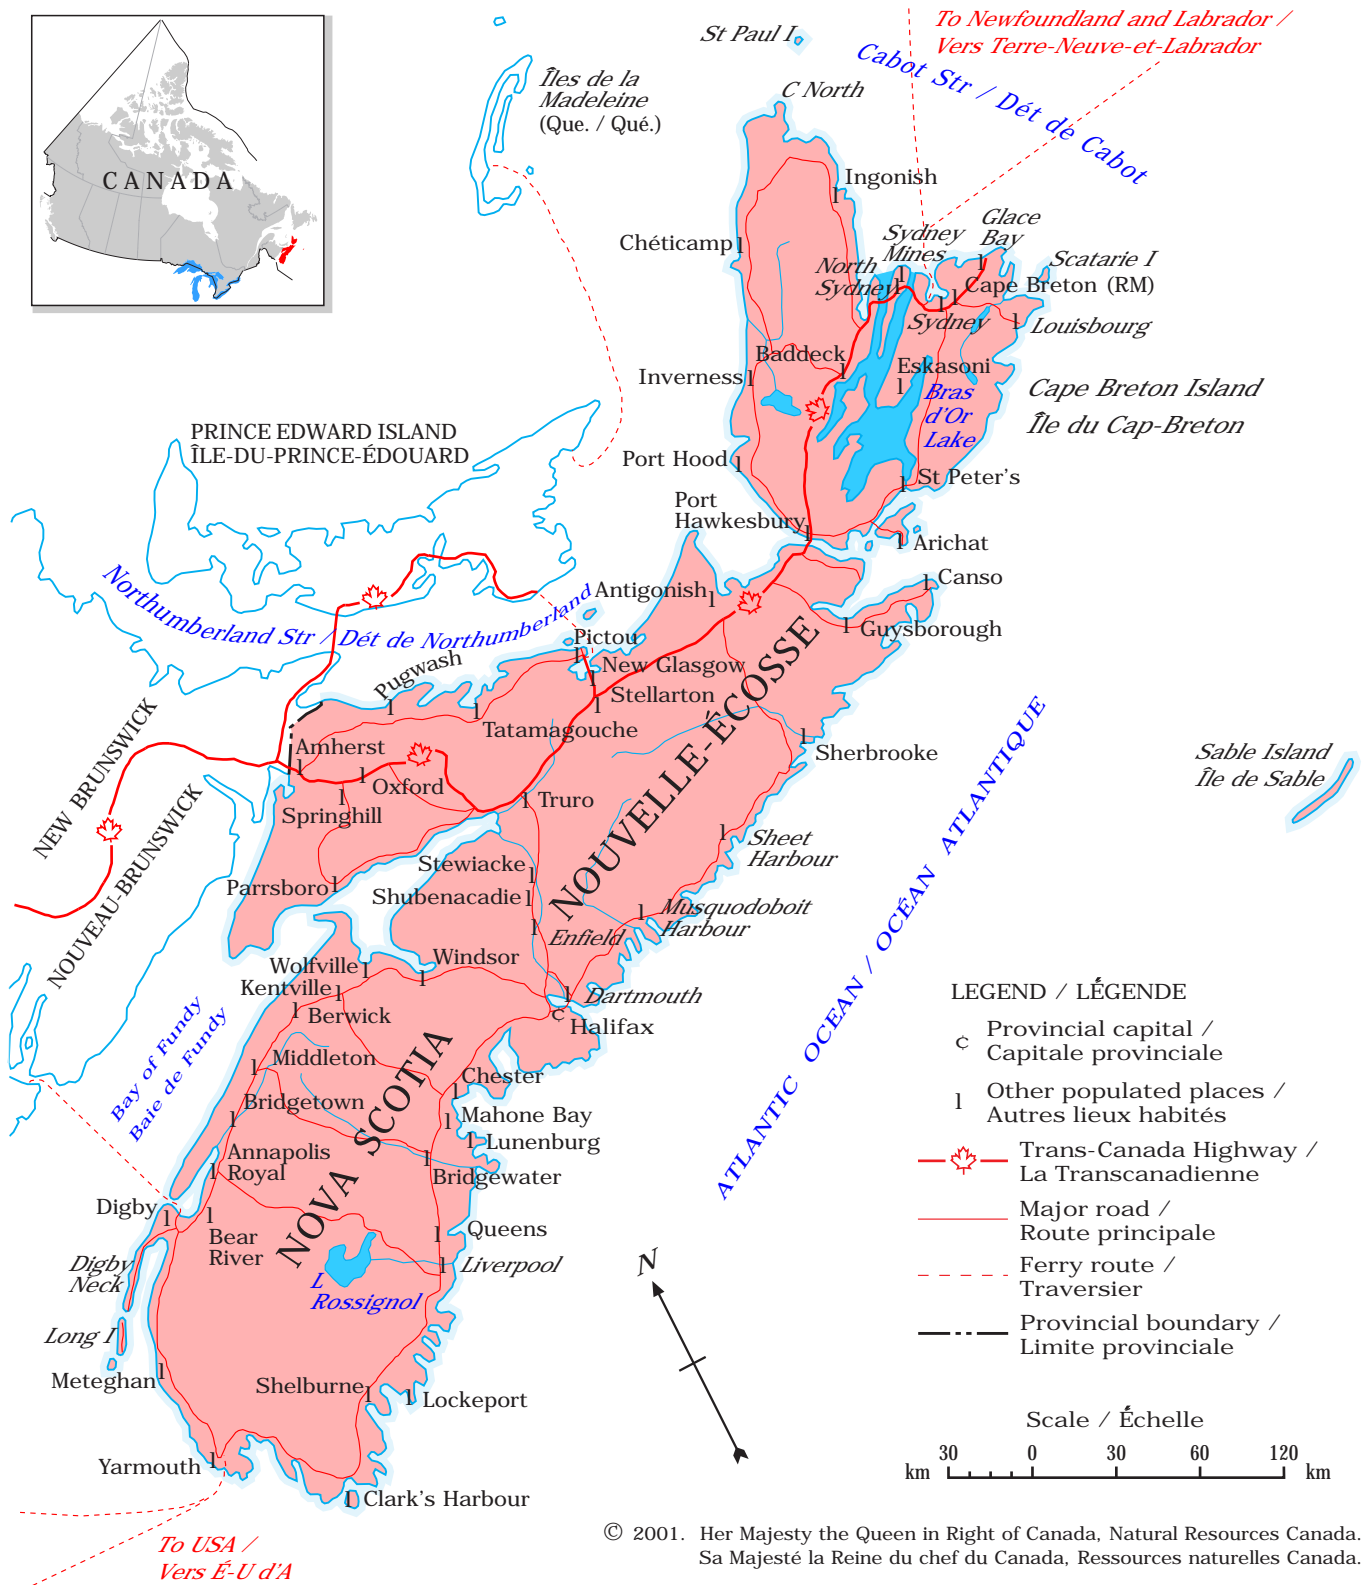 CANADA
St Paul I
To Newfoundland and Labrador /
Vers Terre-Neuve-et-Labrador
Cabot Str / Dét de Cabot
Îles de la
Madeleine
(Que. / Qué.)
C North
Ingonish
Chéticamp
Sydney
Mines
Glace
Bay
Scatarie I
North
Sydney
Cape Breton (RM)
Sydney
Louisbourg
Baddeck
Eskasoni
Inverness
Bras
d'Or
Lake
Cape Breton Island
Île du Cap-Breton
PRINCE EDWARD ISLAND
ÎLE-DU-PRINCE-ÉDOUARD
Port Hood
St Peter's
Port
Hawkesbury
Arichat
Canso
Northumberland Str / Dét de Northumberland
Antigonish
Guysborough
Pictou
New Glasgow
Pugwash
Stellarton
Tatamagouche
NEW BRUNSWICK
NOUVEAU-BRUNSWICK
Amherst
Oxford
Springhill
Truro
NOUVELLE-ÉCOSSE
Sherbrooke
Sable Island
Île de Sable
ATLANTIC OCEAN / OCÉAN ATLANTIQUE
Sheet
Harbour
Stewiacke
Parrsboro
Shubenacadie
Musquodoboit
Harbour
Enfield
Wolfville
Windsor
Kentville
Dartmouth
Berwick
Halifax
Bay of Fundy
Baie de Fundy
Middleton
NOVA SCOTIA
Chester
Bridgetown
Mahone Bay
Lunenburg
Annapolis
Royal
Bridgewater
Digby
Bear
River
Queens
Digby
Neck
Liverpool
L
Rossignol
Long I
Meteghan
Shelburne
Lockeport
Yarmouth
Clark's Harbour
To USA /
Vers É-U d'A
N
LEGEND / LÉGENDE
Provincial capital /
Capitale provinciale
Other populated places /
Autres lieux habités
Trans-Canada Highway /
La Transcanadienne
Major road /
Route principale
Ferry route /
Traversier
Provincial boundary /
Limite provinciale
Scale / Échelle
30 0 30 60 120
km km
© 2001. Her Majesty the Queen in Right of Canada, Natural Resources Canada.
Sa Majesté la Reine du chef du Canada, Ressources naturelles Canada.